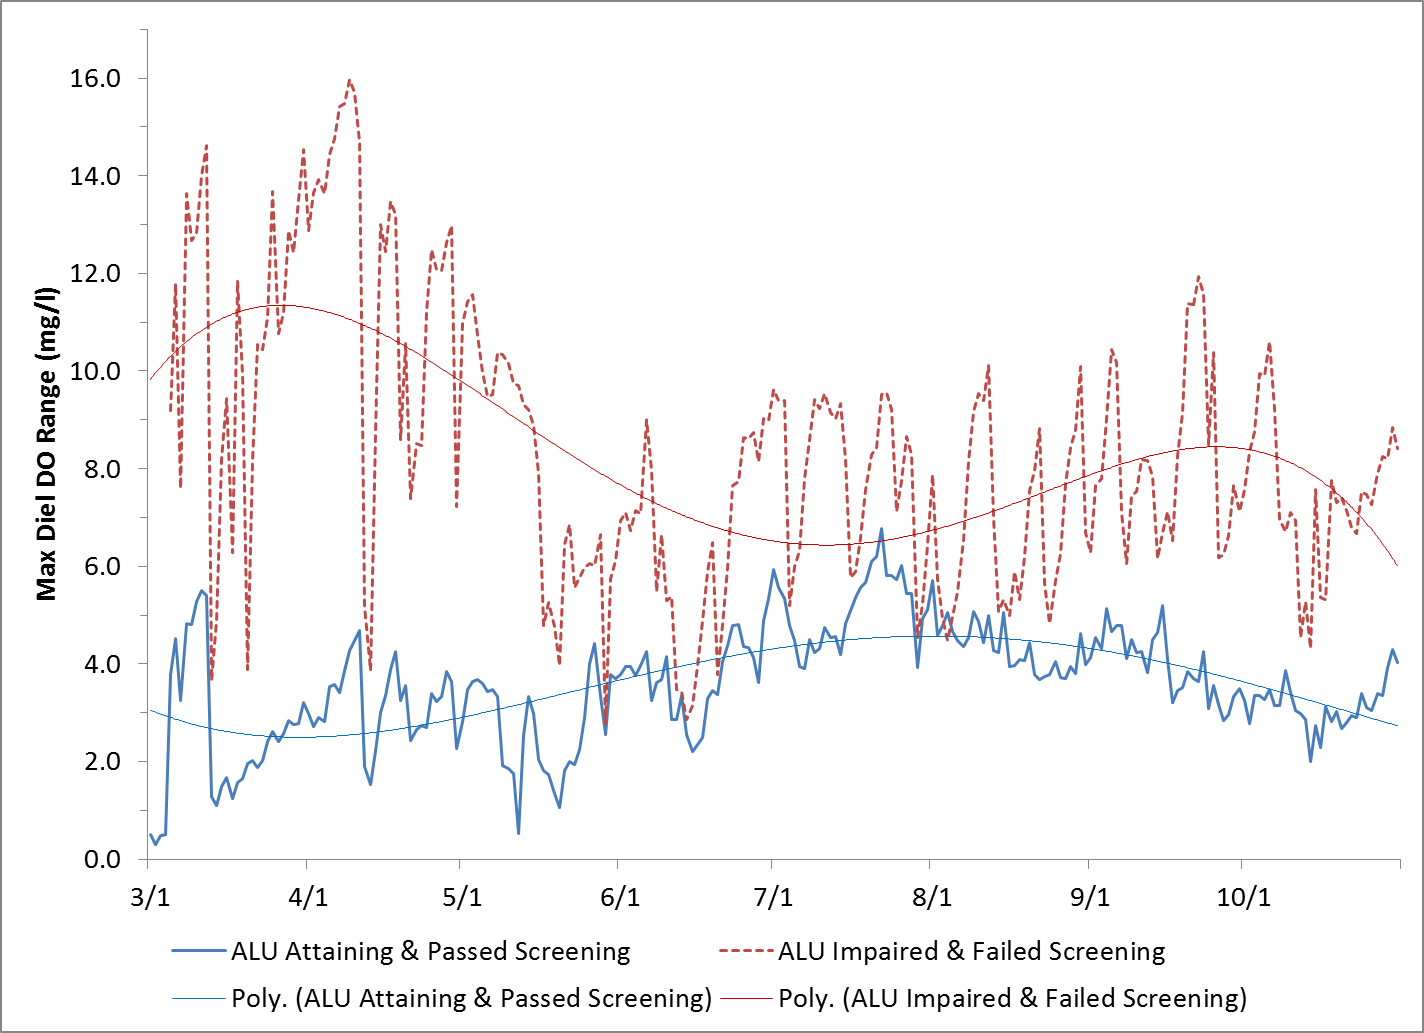 Max Diel DO Range (mg/l)
16.0
14.0
12.0
10.0
8.0
6.0
4.0
2.0
0.0
3/1 4/1 5/1 6/1 7/1 8/1 9/1 10/1
ALU Attaining & Passed Screening ALU Impaired & Failed Screening
Poly. (ALU Attaining & Passed Screening) Poly. (ALU Impaired & Failed Screening)